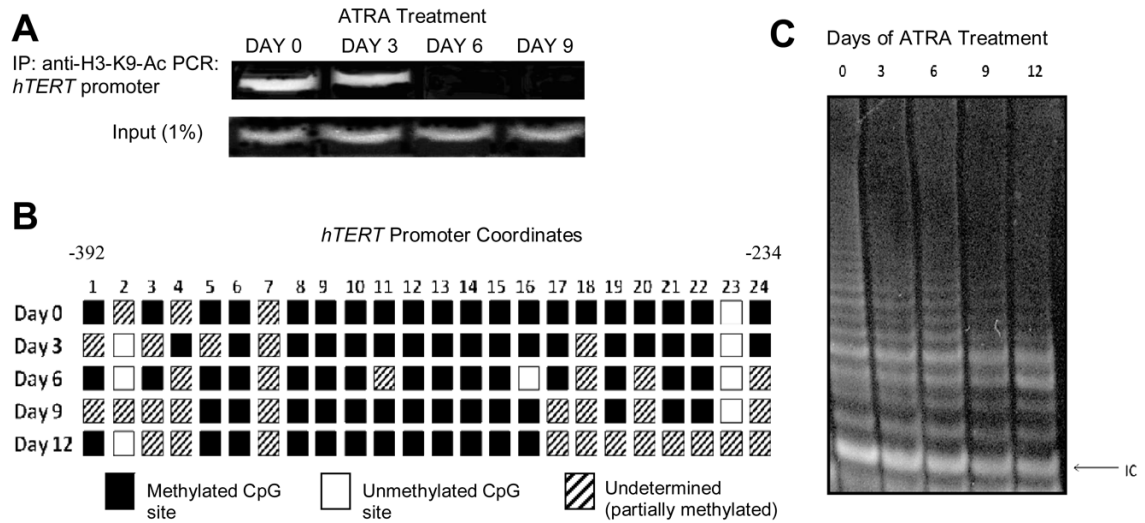 A
ATRA Treatment
DAY 0 DAY 3 DAY 6 DAY 9
IP: anti-H3-K9-Ac PCR:
hTERT promoter
Input (1%)
B
hTERT Promoter Coordinates
-392 -234
1 2 3 4 5 6 7 8 9 10 11 12 13 14 15 16 17 18 19 20 21 22 23 24
Day 0
Day 3
Day 6
Day 9
Day 12
Methylated CpG
site
Unmethylated CpG
site
Undetermined
(partially methylated)
C
Days of ATRA Treatment
0 3 6 9 12
IC